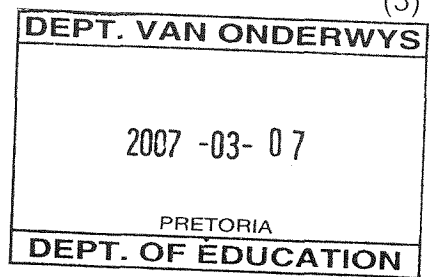 (3)
DEPT. VAN ONDERWYS
2007 -03- 07
PRETORIA
DEPT. OF EDUCATION